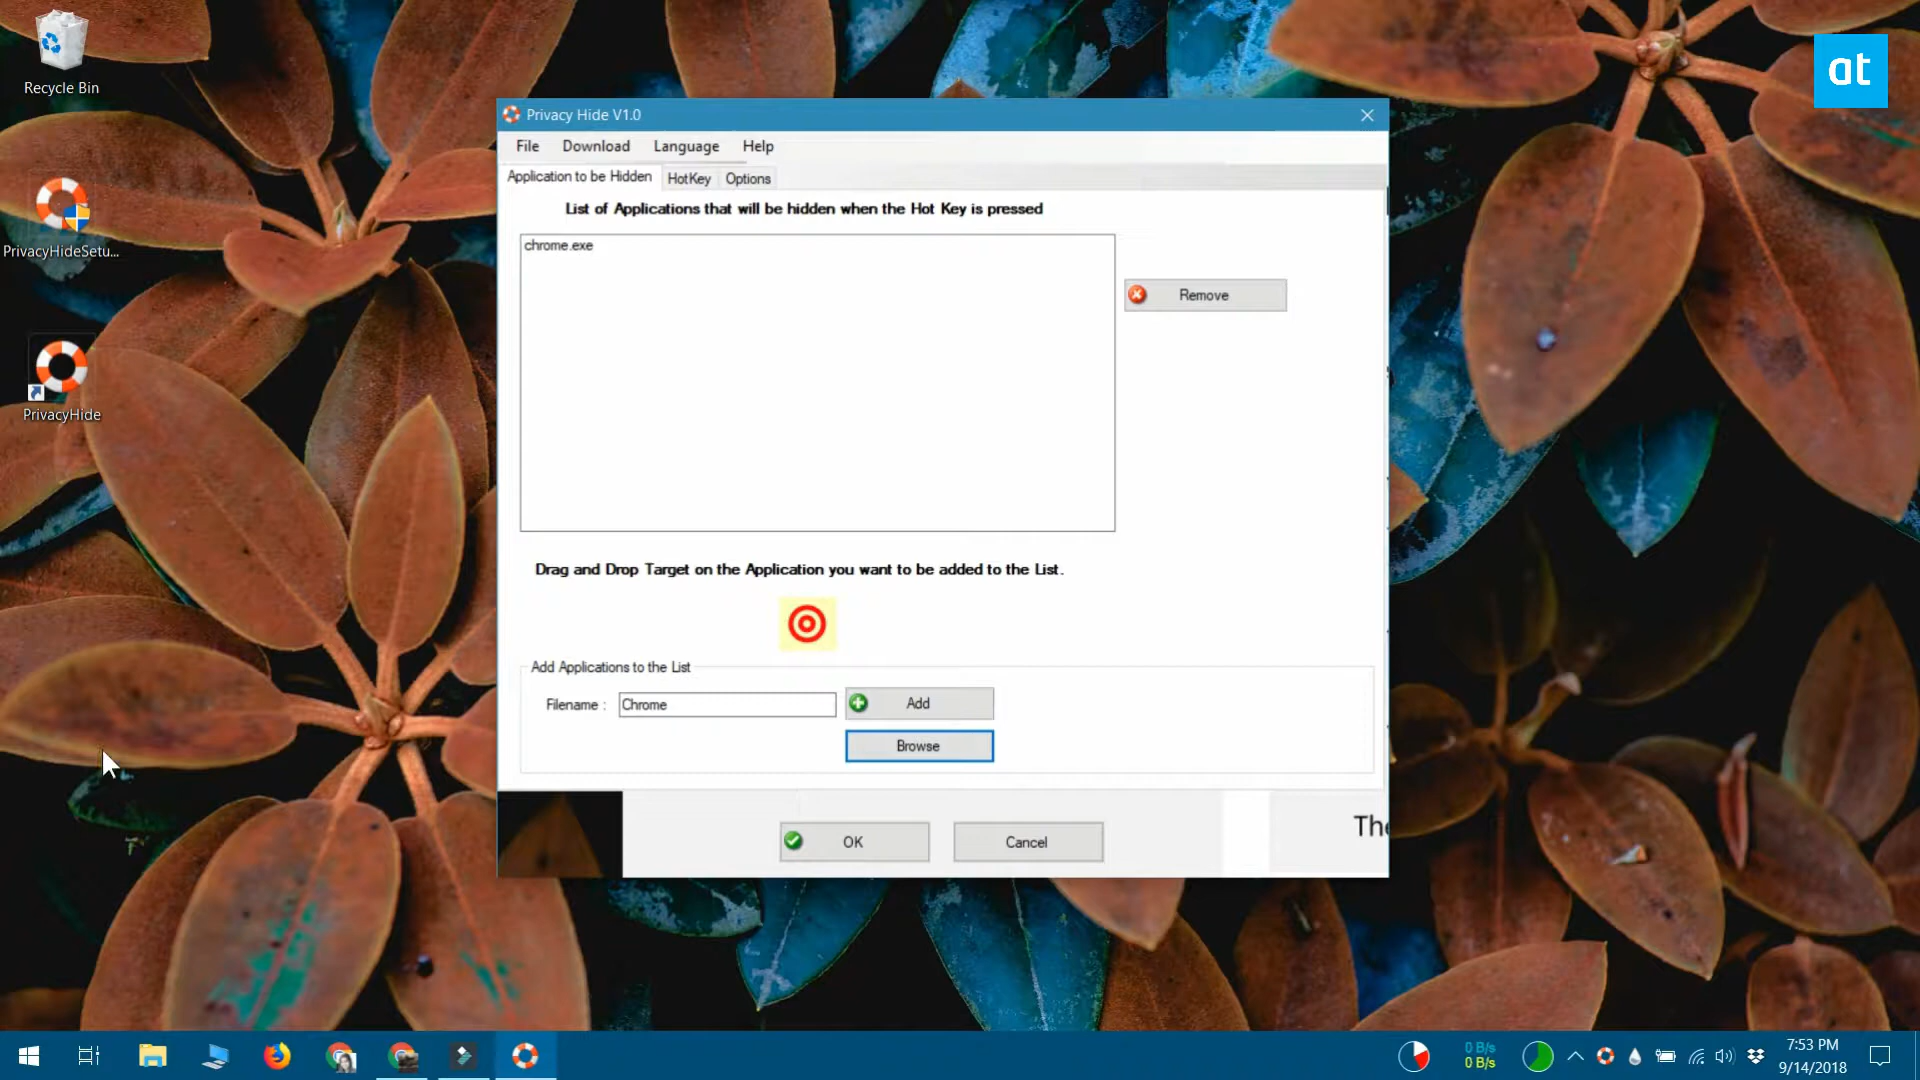 Recycle Bin
at
Privacy Hide V1.0
File Download Language Help
Application to be Hidden HotKey Options
List of Applications that will be hidden when the Hot Key is pressed
chrome.exe
Remove
PrivacyHideSetu...
PrivacyHide
Drag and Drop Target on the Application you want to be added to the List.
Add Applications to the List
Filename : Chrome Add
Browse
The
OK Cancel
0 B/s
0 B/s
7:53 PM
9/14/2018